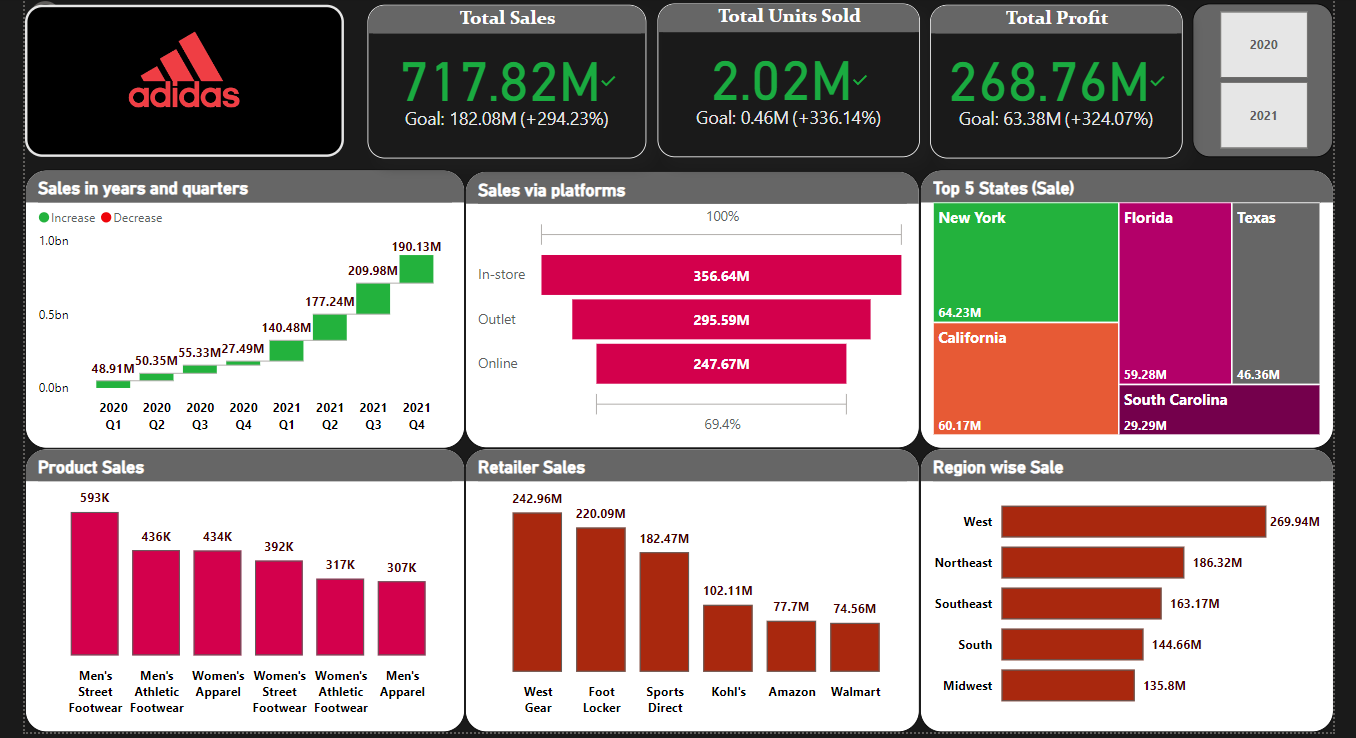 adidas
Total Sales
717.82M
Goal: 182.08M (+294.23%)
Total Units Sold
2.02M
Goal: 0.46M (+336.14%)
Total Profit
268.76M
Goal: 63.38M (+324.07%)
2020
2021
Sales in years and quarters
Increase Decrease
1.0bn
0.5bn
0.0bn
48.91M
50.35M
55.33M
27.49M
140.48M
177.24M
209.98M
190.13M
2020 Q1
2020 Q2
2020 Q3
2020 Q4
2021 Q1
2021 Q2
2021 Q3
2021 Q4
Sales via platforms
100%
In-store 356.64M
Outlet 295.59M
Online 247.67M
69.4%
Top 5 States (Sale)
New York
64.23M
California
60.17M
Florida
59.28M
Texas
46.36M
South Carolina
29.29M
Product Sales
593K
436K
434K
392K
317K
307K
Men's Street Footwear
Men's Athletic Footwear
Women's Apparel
Women's Street Footwear
Women's Athletic Footwear
Men's Apparel
Retailer Sales
242.96M
220.09M
182.47M
102.11M
77.7M
74.56M
West Gear
Foot Locker
Sports Direct
Kohl's
Amazon
Walmart
Region wise Sale
West 269.94M
Northeast 186.32M
Southeast 163.17M
South 144.66M
Midwest 135.8M